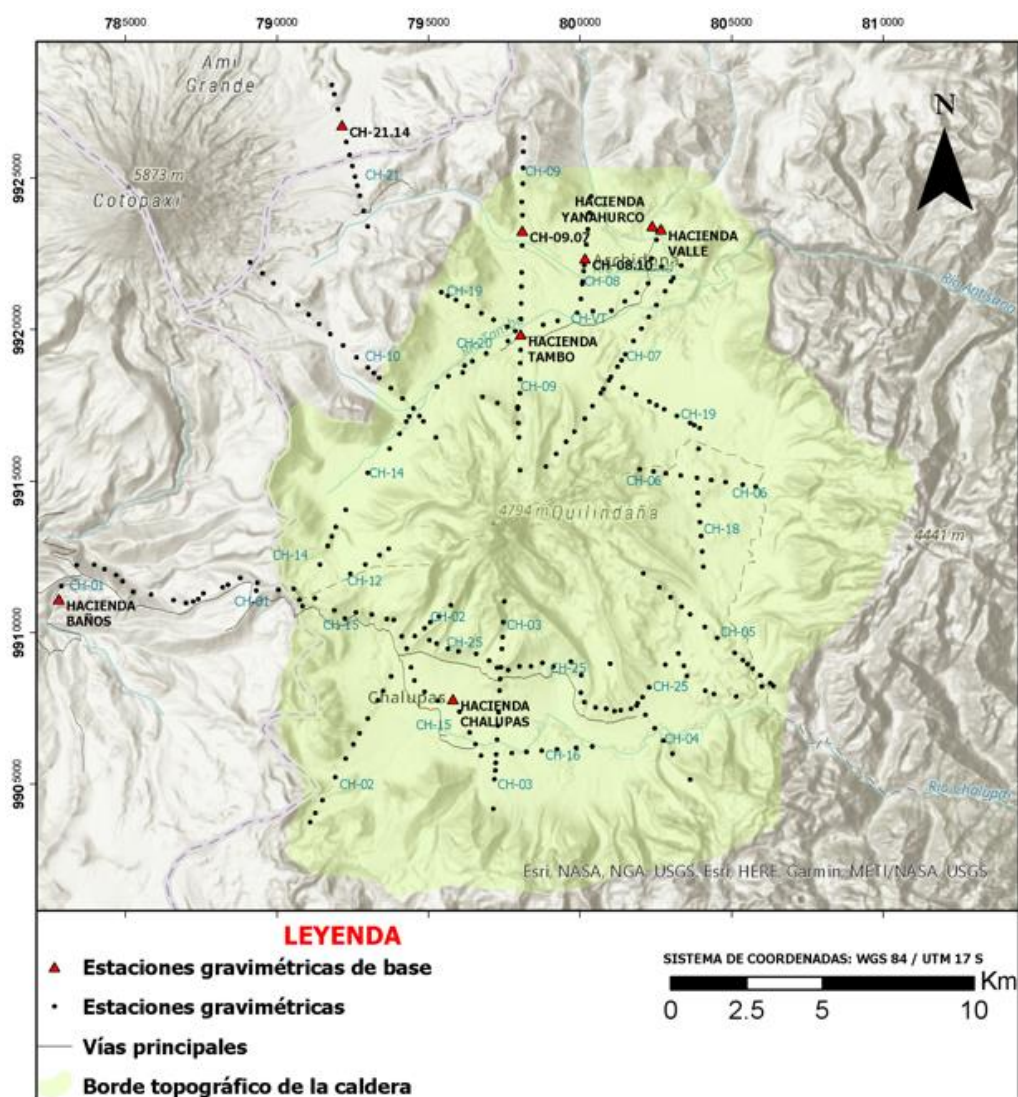 785000 790000 795000 800000 805000 810000
Ami
Grande
N
CH-21.14
9925000
5873 m
Cotopaxi
CH-21
CH-09
HACIENDA
YANAHURCO
HACIENDA
VALLE
CH-09.07
CH-08.10
Archidona
CH-08
Río Antisana
CH-19
9920000
CH-VT
CH-20
HACIENDA
TAMBO
CH-10
CH-07
CH-09
CH-19
9915000
CH-14
CH-06
CH-06
4794 m
Quilindaña
CH-18
4441 m
CH-14
CH-12
CH-01
CH-01
HACIENDA
BAÑOS
9910000
CH-15
CH-02
CH-03
CH-05
CH-25
CH-25
CH-25
Chalupas
HACIENDA
CHALUPAS
CH-15
CH-16
CH-04
CH-02
CH-03
9905000
Río Chalupas
Esri, NASA, NGA, USGS, Esri, HERE, Garmin, METI/NASA, USGS
LEYENDA
Estaciones gravimétricas de base
Estaciones gravimétricas
Vías principales
Borde topográfico de la caldera
SISTEMA DE COORDENADAS: WGS 84 / UTM 17 S
Km
0 2.5 5 10